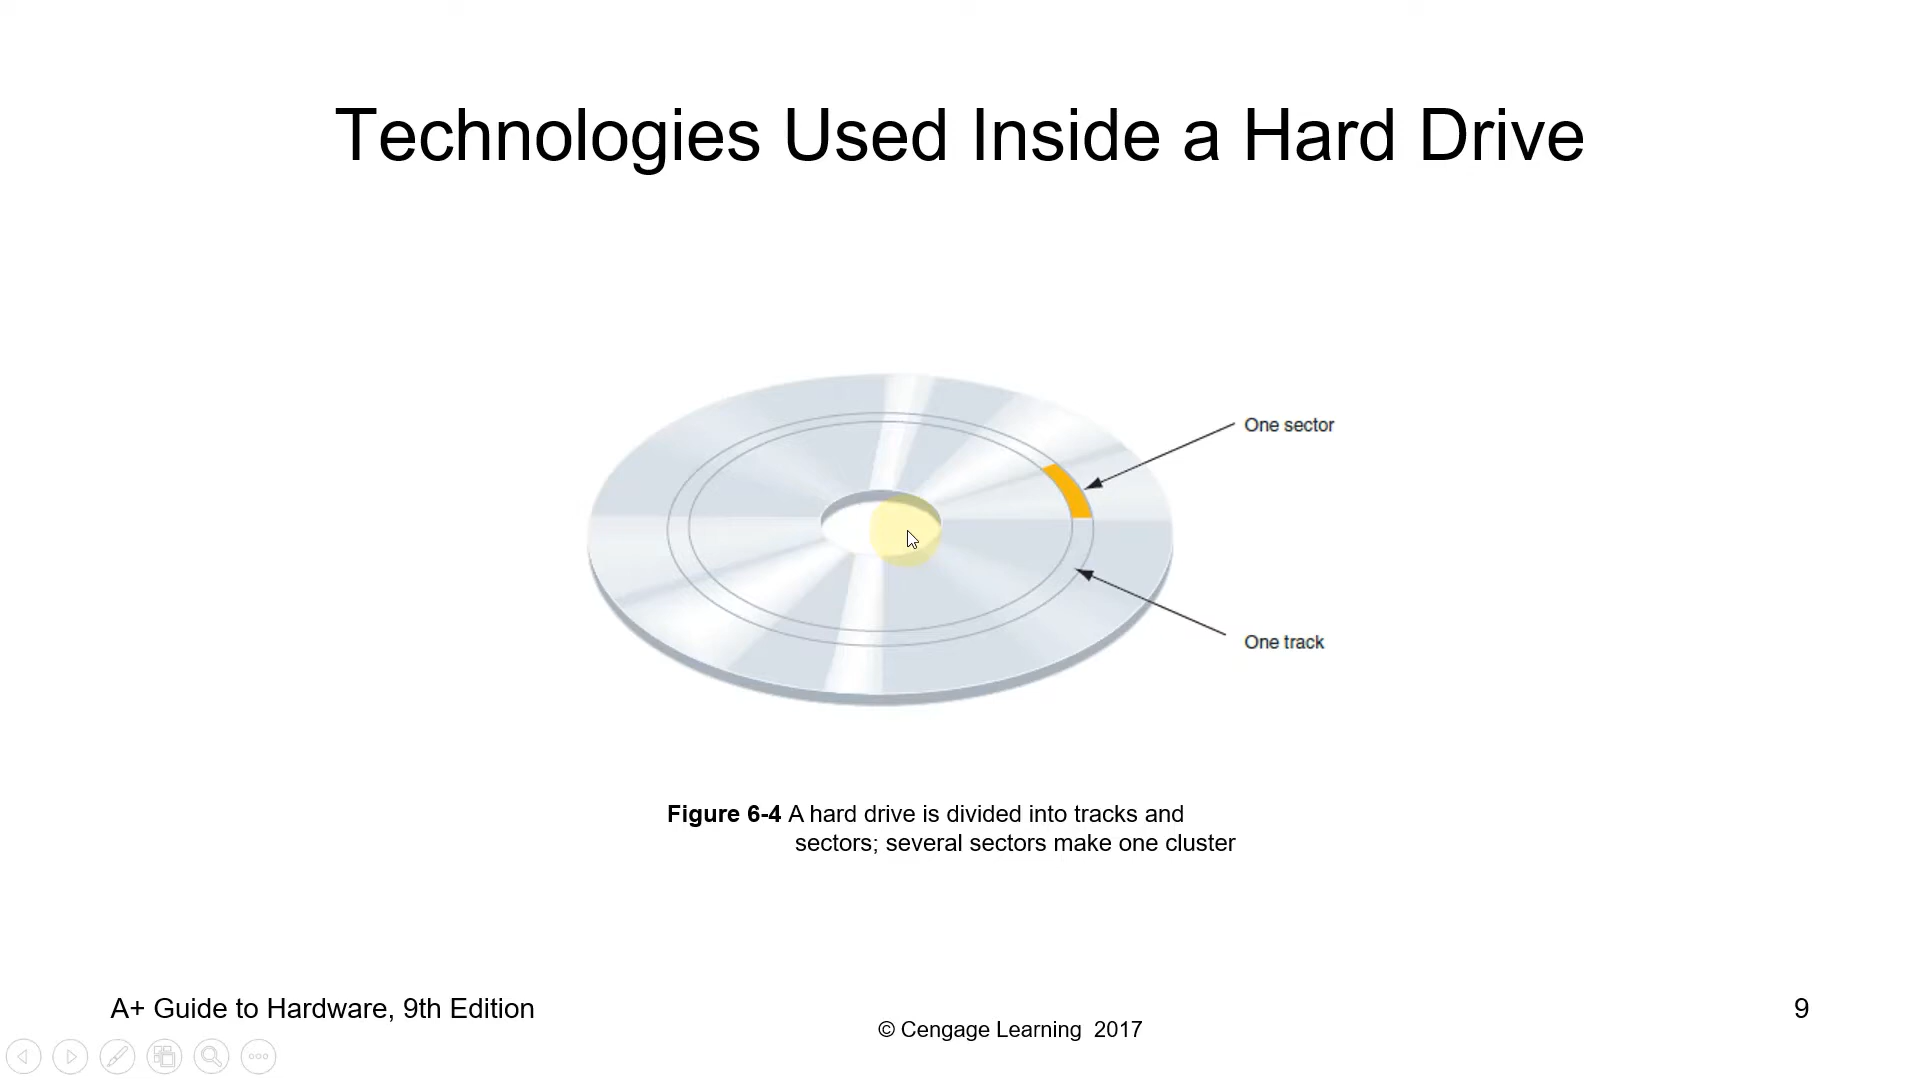 Technologies Used Inside a Hard Drive
One sector
One track
Figure 6-4 A hard drive is divided into tracks and
sectors; several sectors make one cluster
A+ Guide to Hardware, 9th Edition
© Cengage Learning 2017
9